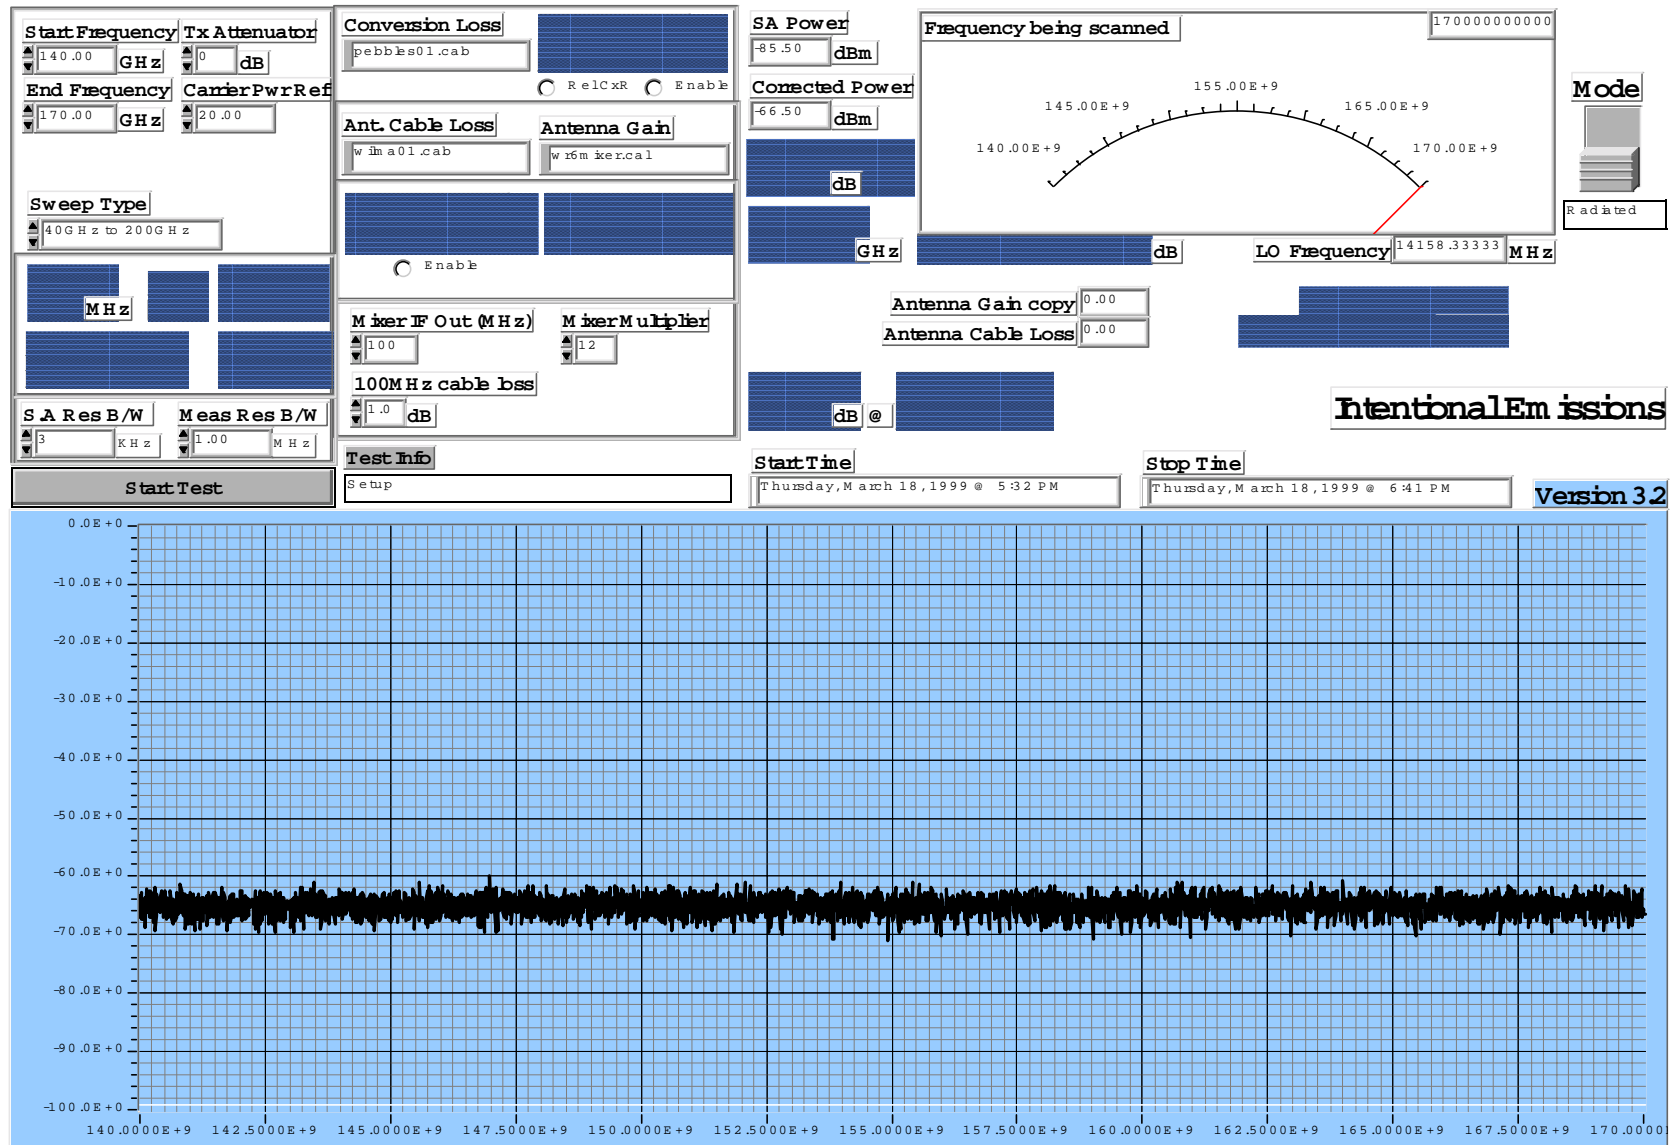 Start Frequency
140.00
GHz
Tx Attenuator
0
dB
End Frequency
170.00
GHz
Carrier Pwr Ref
20.00
Sweep Type
40GHz to 200GHz
MHz
S.A Res B/W
3
KHz
Meas Res B/W
1.00
MHz
Start Test
Conversion Loss
pebbles01.cab
RelCxR
Enable
Ant. Cable Loss
wilma01.cab
Antenna Gain
wr6mixer.cal
Enable
Mixer IF Out (MHz)
100
Mixer Multiplier
12
100MHz cable loss
1.0
dB
Test Info
Setup
SA Power
-85.50
dBm
Corrected Power
-66.50
dBm
dB
GHz
Frequency being scanned
170000000000
140.00E+9
145.00E+9
155.00E+9
165.00E+9
170.00E+9
Mode
Radiated
dB
LO Frequency
14158.33333
MHz
Antenna Gain copy
0.00
Antenna Cable Loss
0.00
dB @
Intentional Emissions
Start Time
Thursday, March 18, 1999 @ 5:32 PM
Stop Time
Thursday, March 18, 1999 @ 6:41 PM
Version 3.2
0.0E+0
-10.0E+0
-20.0E+0
-30.0E+0
-40.0E+0
-50.0E+0
-60.0E+0
-70.0E+0
-80.0E+0
-90.0E+0
-100.0E+0
140.0000E+9 142.5000E+9 145.0000E+9 147.5000E+9 150.0000E+9 152.5000E+9 155.0000E+9 157.5000E+9 160.0000E+9 162.5000E+9 165.0000E+9 167.5000E+9 170.0000